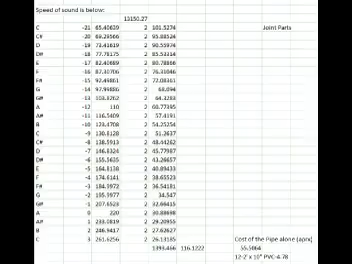 Speed of sound is below:
13150.27
C -21 65.40639 2 101.5274 Joint Parts
C# -20 69.29566 2 95.88524
D -19 73.41619 2 90.55974
D# -18 77.78175 2 85.53314
E -17 82.40689 2 80.78866
F -16 87.30706 2 76.31046
F# -15 92.49861 2 72.08361
G -14 97.99886 2 68.094
G# -13 103.8262 2 64.3283
A -12 110 2 60.77395
A# -11 116.5409 2 57.4191
B -10 123.4708 2 54.25254
C -9 130.8128 2 51.2637
C# -8 138.5913 2 48.44262
D -7 146.8324 2 45.77987
D# -6 155.5635 2 43.26657
E -5 164.8138 2 40.89433
F -4 174.6141 2 38.65523
F# -3 184.9972 2 36.54181
G -2 195.9977 2 34.547
G# -1 207.6523 2 32.66415
A 0 220 2 30.88698
A# 1 233.0819 2 29.20955
B 2 246.9417 2 27.62627
C 3 261.6256 2 26.13185 Cost of the Pipe alone (aprx)
1393.466 116.1222 55.5064
12-2' x 10" PVC-4.78